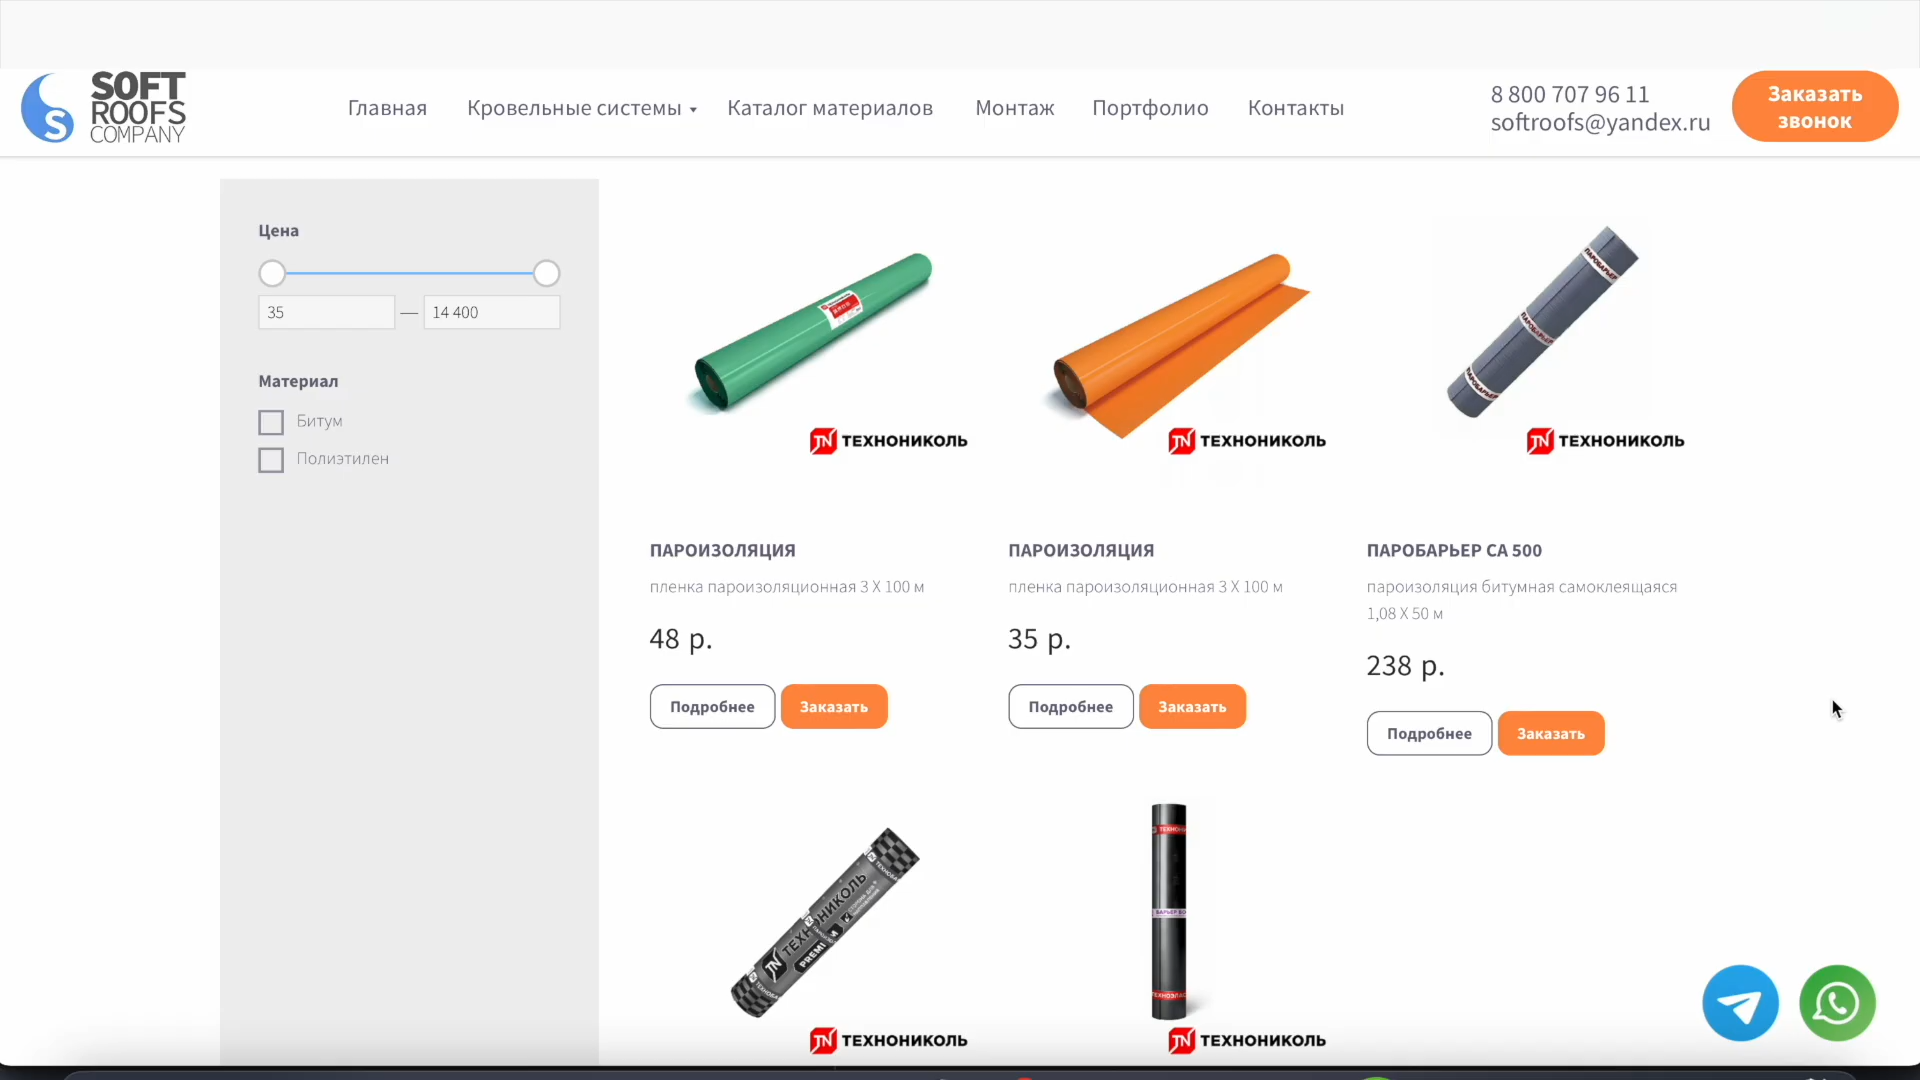 SOFT
ROOFS
COMPANY
S
Главная
Кровельные системы
Каталог материалов
Монтаж
Портфолио
Контакты
8 800 707 96 11
softroofs@yandex.ru
Заказать
звонок
Цена
35 — 14 400
Материал
Битум
Полиэтилен
ТЕХНОНИКОЛЬ
ПАРОИЗОЛЯЦИЯ
пленка пароизоляционная 3 Х 100 м
48 р.
Подробнее
Заказать
ТЕХНОНИКОЛЬ
ПАРОИЗОЛЯЦИЯ
пленка пароизоляционная 3 Х 100 м
35 р.
Подробнее
Заказать
ПАРОБАРЬЕР
ПАРОБАРЬЕР
ПАРОБАРЬЕР
ТЕХНОНИКОЛЬ
ПАРОБАРЬЕР СА 500
пароизоляция битумная самоклеящаяся
1,08 Х 50 м
238 р.
Подробнее
Заказать
ТЕХНОНИКОЛЬ
ТЕХНОНИКОЛЬ